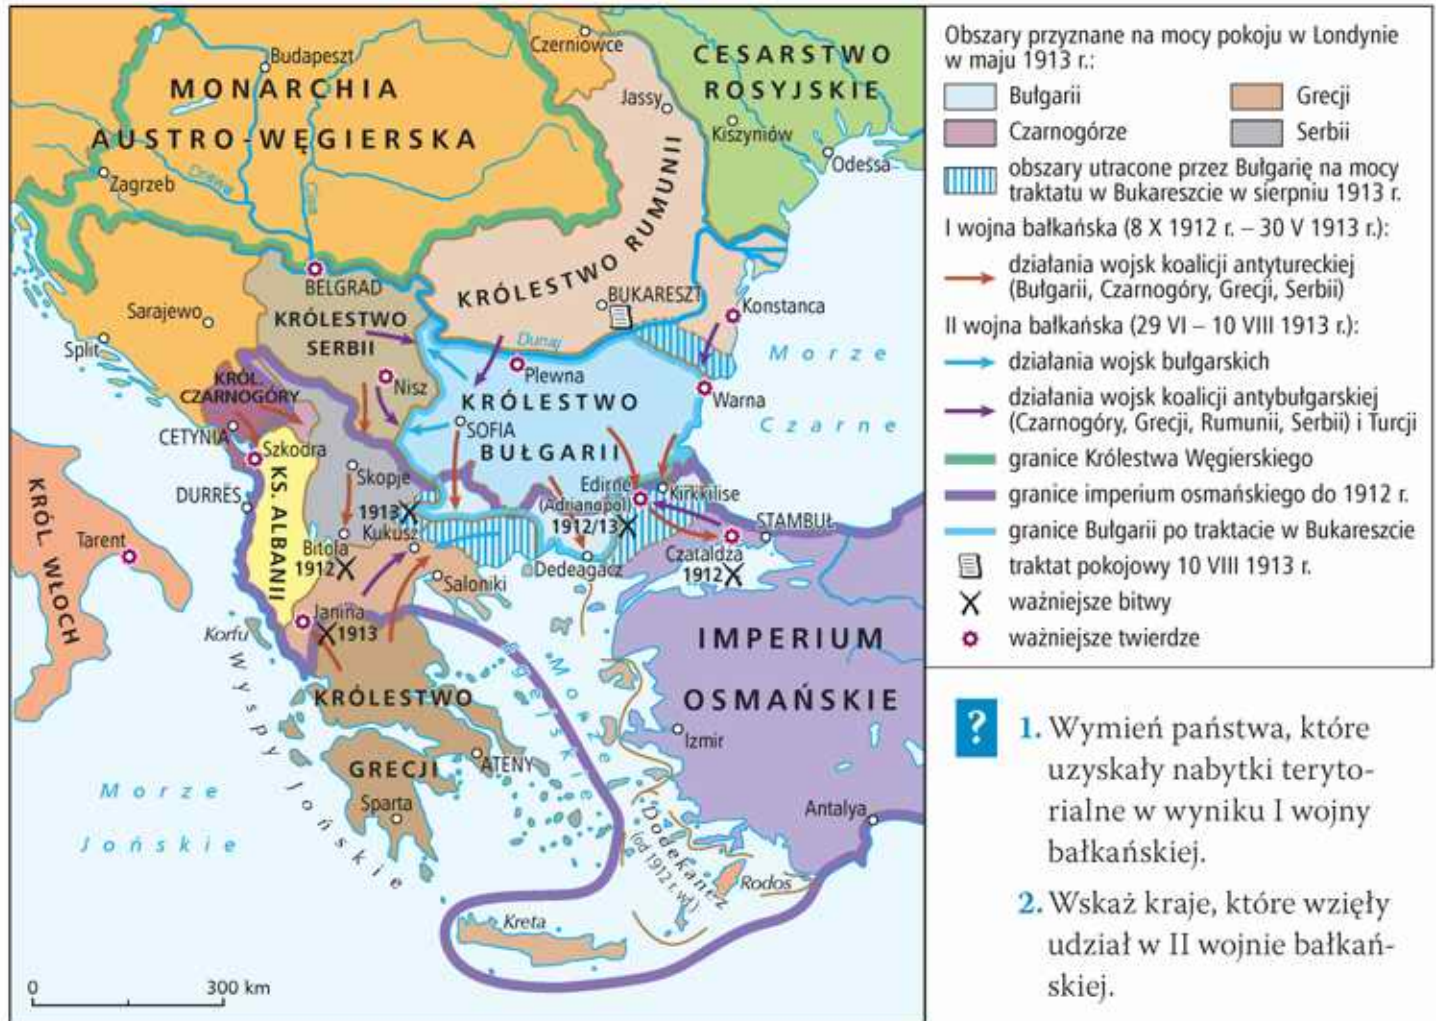 Budapeszt
MONARCHIA
AUSTRO-WĘGIERSKA
Zagrzeb
Drawa
Cisa
Czerniowce
CESARSTWO
ROSYJSKIE
Jassy
Kiszyniów
Odessa
KRÓLESTWO RUMUNII
BELGRAD
BUKARESZT
Konstanca
Sarajewo
KRÓLESTWO
SERBII
Split
Dunaj
Morze
Czarne
KRÓL.
CZARNOGÓRY
Nisz
Plewna
Warna
KRÓLESTWO
BUŁGARII
CETYNIA
SOFIA
Szkodra
Skopje
DURRËS
KS. ALBANII
Edirne
(Adrianopol)
1912/13
Kirkkilise
STAMBUŁ
1913
Kukusz
Bitola
1912
Saloniki
Dedeagacz
Czataldża
1912
KRÓL. WŁOCH
Tarent
Janina
1913
Korfu
Wyspy Jońskie
Morze
Egejskie
IMPERIUM
OSMAŃSKIE
KRÓLESTWO
GRECJI
ATENY
Sparta
Izmir
Antalya
Morze
Jońskie
Dodekanez
(od 1912 r. wł.)
Rodos
Kreta
0
300 km
Obszary przyznane na mocy pokoju w Londynie
w maju 1913 r.:
Bułgarii
Grecji
Czarnogórze
Serbii
obszary utracone przez Bułgarię na mocy
traktatu w Bukareszcie w sierpniu 1913 r.
I wojna bałkańska (8 X 1912 r. – 30 V 1913 r.):
działania wojsk koalicji antytureckiej
(Bułgarii, Czarnogóry, Grecji, Serbii)
II wojna bałkańska (29 VI – 10 VIII 1913 r.):
działania wojsk bułgarskich
działania wojsk koalicji antybułgarskiej
(Czarnogóry, Grecji, Rumunii, Serbii) i Turcji
granice Królestwa Węgierskiego
granice imperium osmańskiego do 1912 r.
granice Bułgarii po traktacie w Bukareszcie
traktat pokojowy 10 VIII 1913 r.
ważniejsze bitwy
ważniejsze twierdze
?
1. Wymień państwa, które
uzyskały nabytki teryto-
rialne w wyniku I wojny
bałkańskiej.
2. Wskaż kraje, które wzięły
udział w II wojnie bałkań-
skiej.